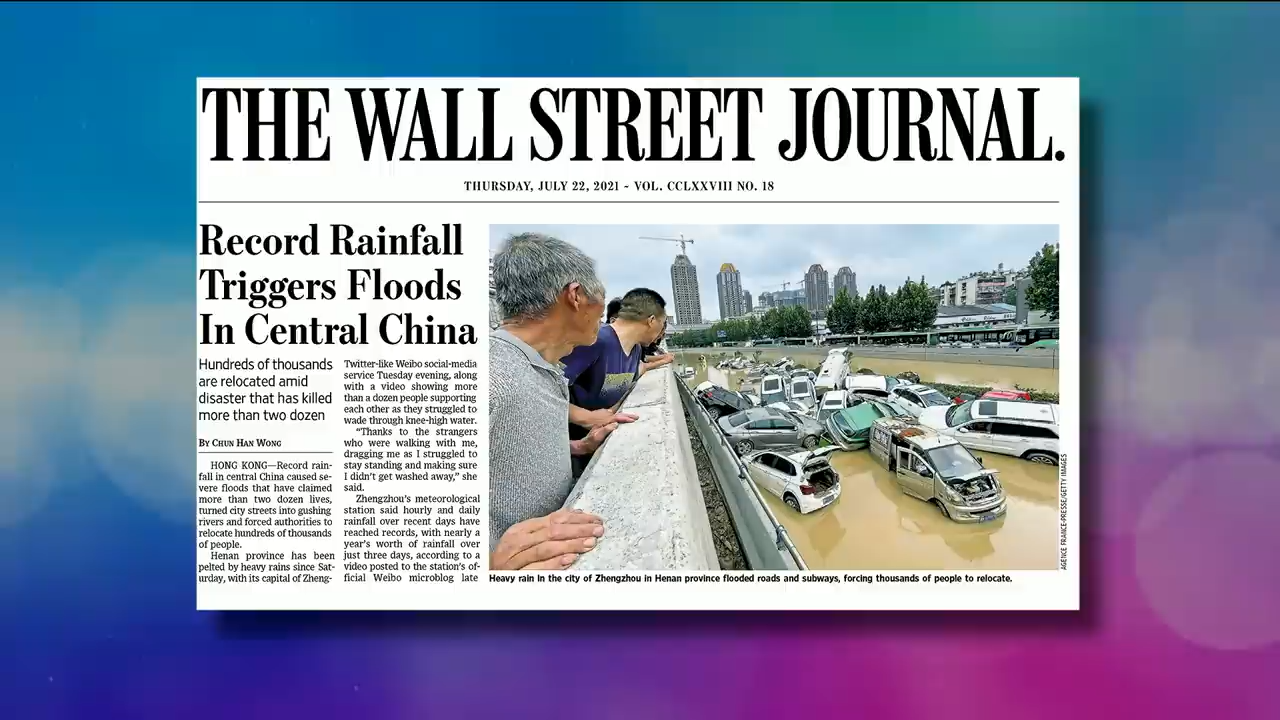 THE WALL STREET JOURNAL.
THURSDAY, JULY 22, 2021 ~ VOL. CCLXXVIII NO. 18
Record Rainfall
Triggers Floods
In Central China
Hundreds of thousands
are relocated amid
disaster that has killed
more than two dozen
BY CHUN HAN WONG
HONG KONG—Record rain-
fall in central China caused se-
vere floods that have claimed
more than two dozen lives,
turned city streets into gushing
rivers and forced authorities to
relocate hundreds of thousands
of people.
Henan province has been
pelted by heavy rains since Sat-
urday, with its capital of Zheng-
Twitter-like Weibo social-media
service Tuesday evening, along
with a video showing more
than a dozen people supporting
each other as they struggled to
wade through knee-high water.
“Thanks to the strangers
who were walking with me,
dragging me as I struggled to
stay standing and making sure
I didn’t get washed away,” she
said.
Zhengzhou’s meteorological
station said hourly and daily
rainfall over recent days have
reached records, with nearly a
year’s worth of rainfall over
just three days, according to a
video posted to the station’s of-
ficial Weibo microblog late
AGENCE FRANCE-PRESSE/GETTY IMAGES
Heavy rain in the city of Zhengzhou in Henan province flooded roads and subways, forcing thousands of people to relocate.